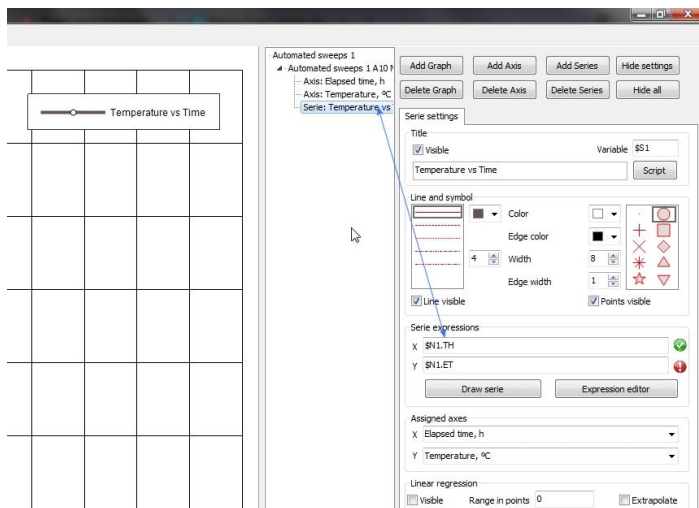 Temperature vs Time
Automated sweeps 1
Automated sweeps 1 A10
Axis: Elapsed time, h
Axis: Temperature, ºC
Serie: Temperature vs
Add Graph Add Axis Add Series Hide settings
Delete Graph Delete Axis Delete Series Hide all
Serie settings
Title
Visible Variable $S1
Temperature vs Time Script
Line and symbol
Color
Edge color
4 Width 8
Edge width 1
Line visible Points visible
Serie expressions
X $N1.TH
Y $N1.ET
Draw serie Expression editor
Assigned axes
X Elapsed time, h
Y Temperature, ºC
Linear regression
Visible Range in points 0 Extrapolate